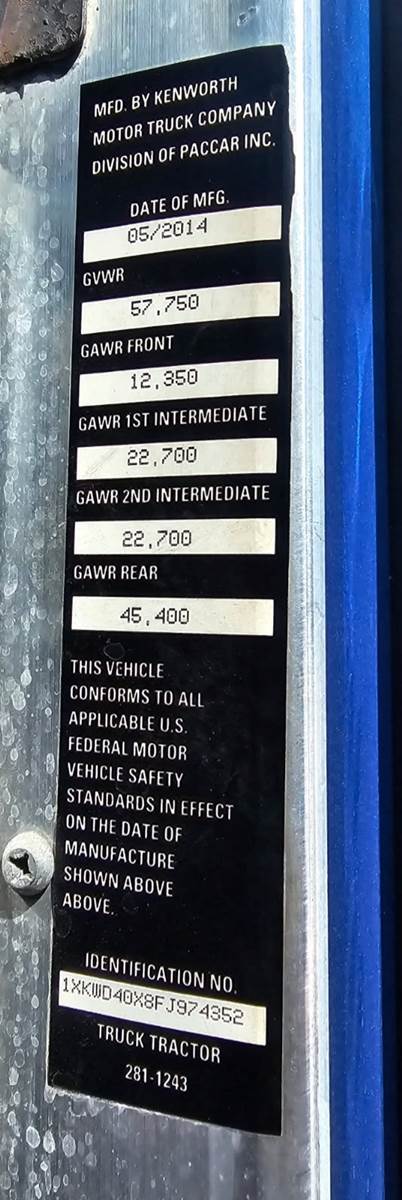 MFD. BY KENWORTH
MOTOR TRUCK COMPANY
DIVISION OF PACCAR INC.
DATE OF MFG.
05/2014
GVWR
57,750
GAWR FRONT
12,350
GAWR 1ST INTERMEDIATE
22,700
GAWR 2ND INTERMEDIATE
22,700
GAWR REAR
45,400
THIS VEHICLE
CONFORMS TO ALL
APPLICABLE U.S.
FEDERAL MOTOR
VEHICLE SAFETY
STANDARDS IN EFFECT
ON THE DATE OF
MANUFACTURE
SHOWN ABOVE
ABOVE.
IDENTIFICATION NO.
1XKWD40X8FJ974352
TRUCK TRACTOR
281-1243